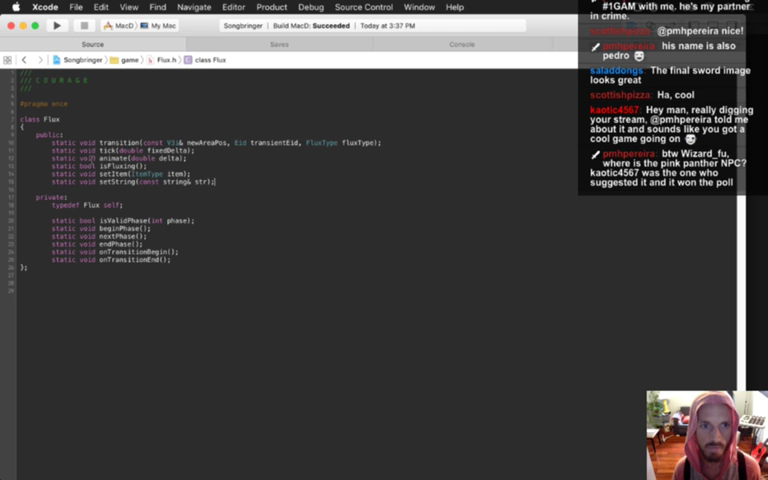 Xcode File Edit View Find Navigate Editor Product Debug Source Control Window Help
MacD My Mac
Songbringer Build MacD: Succeeded Today at 3:37 PM
Source Saves Console
Songbringer game Flux.h class Flux
///
/// C O U R A G E
///
#pragma once
class Flux
{
public:
static void transition(const V3i& newAreaPos, Eid transientEid, FluxType fluxType);
static void tick(double fixedDelta);
static void animate(double delta);
static bool isFluxing();
static void setItem(ItemType item);
static void setString(const string& str);
private:
typedef Flux self;
static bool isValidPhase(int phase);
static void beginPhase();
static void nextPhase();
static void endPhase();
static void onTransitionBegin();
static void onTransitionEnd();
};
#1GAM with me. he's my partner
in crime.
scottishpizza: @pmhpereira nice!
pmhpereira: his name is also
pedro
saladdongs: The final sword image
looks great
scottishpizza: Ha, cool
kaotic4567: Hey man, really digging
your stream, @pmhpereira told me
about it and sounds like you got a
cool game going on
pmhpereira: btw Wizard_fu,
where is the pink panther NPC?
kaotic4567 was the one who
suggested it and it won the poll